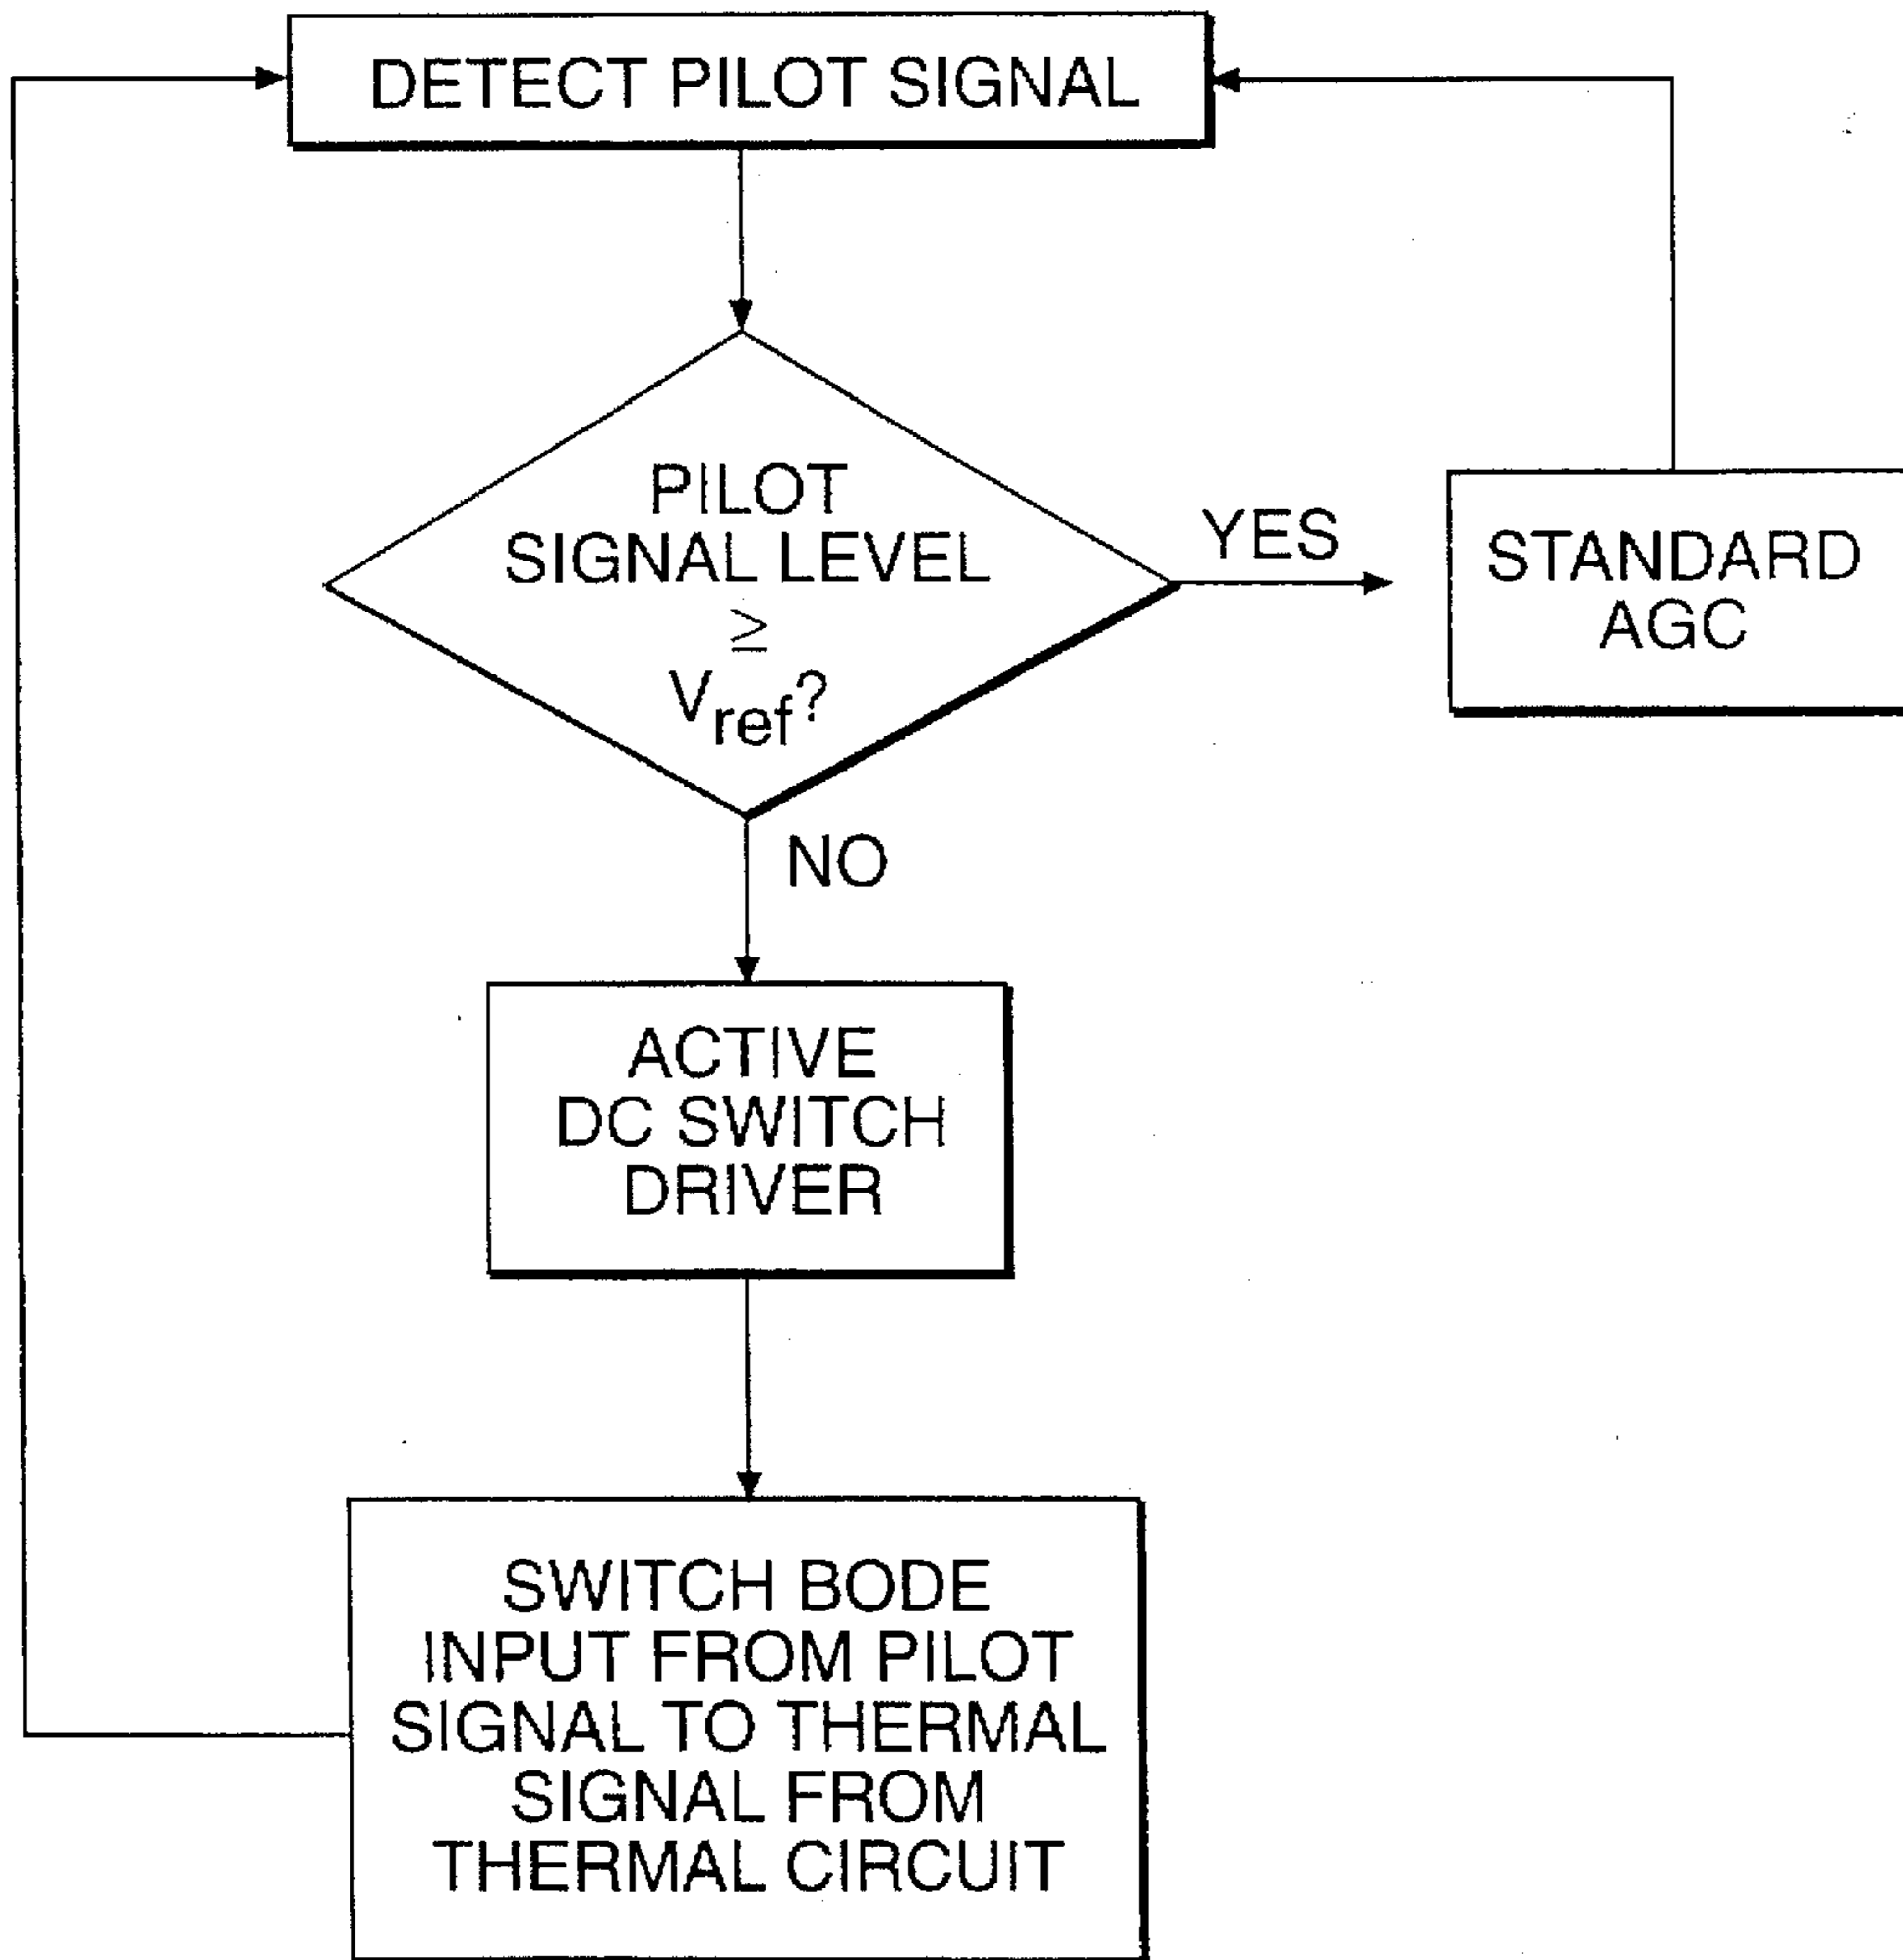 DETECT PILOT SIGNAL
PILOT
SIGNAL LEVEL
≥
Vref?
YES
STANDARD
AGC
NO
ACTIVE
DC SWITCH
DRIVER
SWITCH BODE
INPUT FROM PILOT
SIGNAL TO THERMAL
SIGNAL FROM
THERMAL CIRCUIT